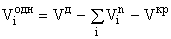 V_i^одн = V^д − ∑_i V_i^n − V^кр